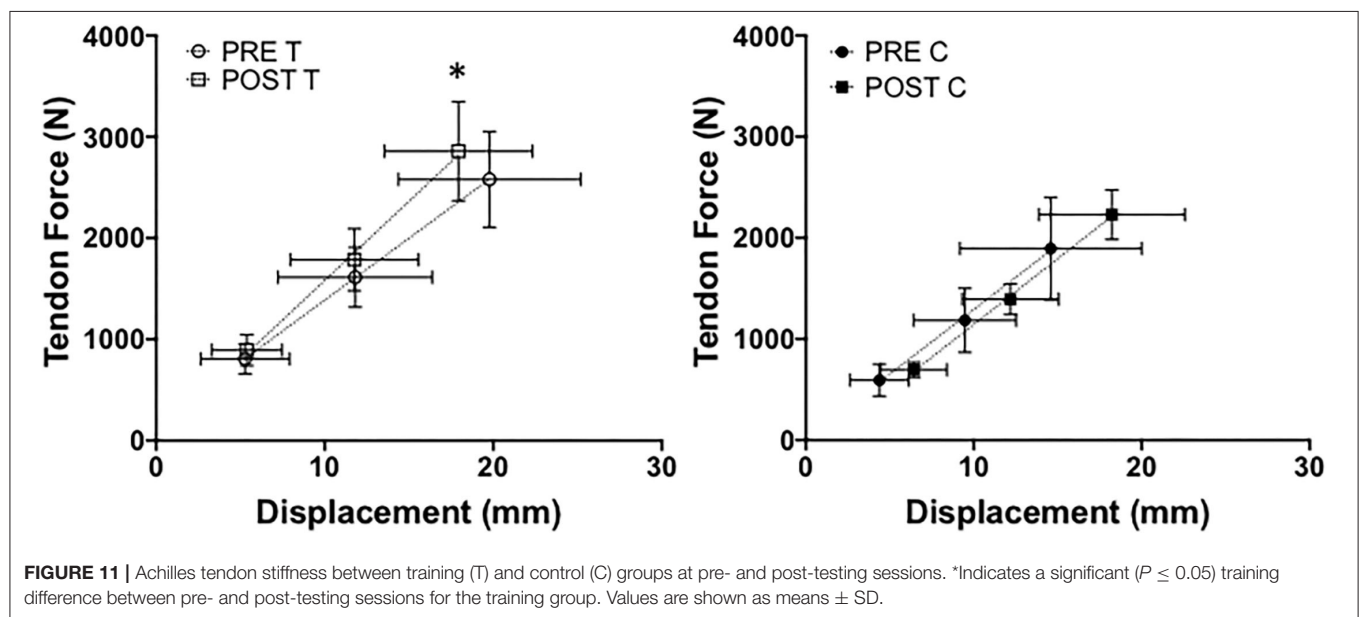 4000
3000
2000
1000
0
Tendon Force (N)
PRE T
POST T
*
0 10 20 30
Displacement (mm)
4000
3000
2000
1000
0
Tendon Force (N)
PRE C
POST C
0 10 20 30
Displacement (mm)
FIGURE 11 | Achilles tendon stiffness between training (T) and control (C) groups at pre- and post-testing sessions. *Indicates a significant (P ≤ 0.05) training
difference between pre- and post-testing sessions for the training group. Values are shown as means ± SD.